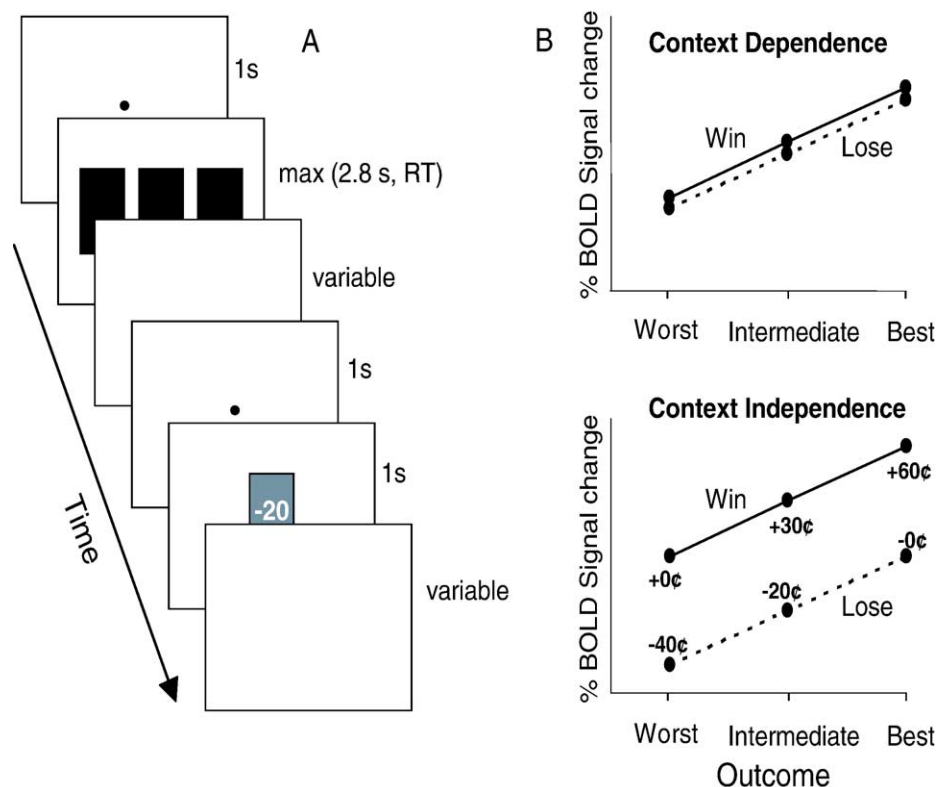 A
1s
max (2.8 s, RT)
variable
1s
1s
-20
variable
Time
B
Context Dependence
% BOLD Signal change
Win
Lose
Worst Intermediate Best
Context Independence
% BOLD Signal change
Win
+60¢
+30¢
+0¢
-0¢
-20¢
Lose
-40¢
Worst Intermediate Best
Outcome